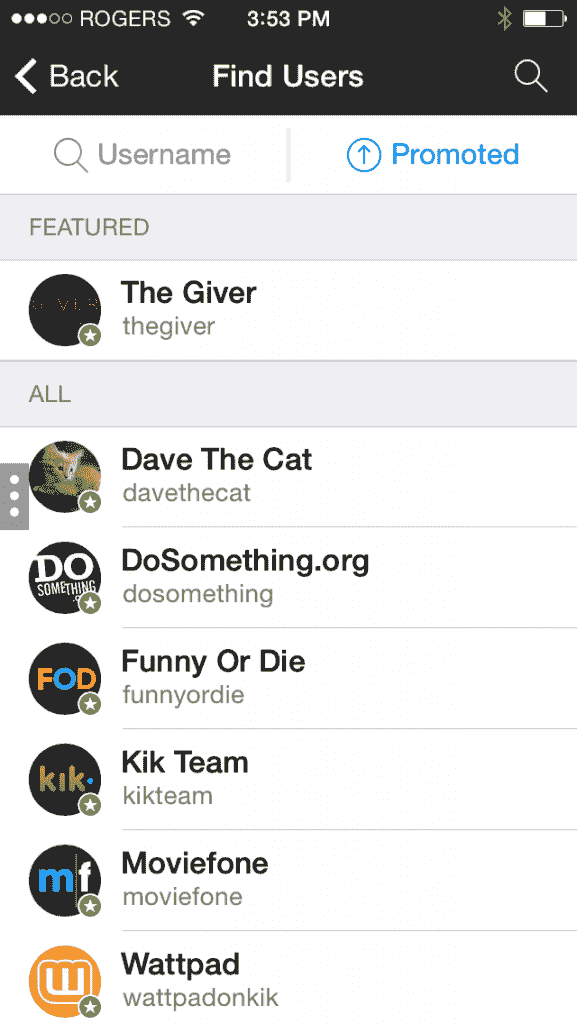 ROGERS 3:53 PM
Back Find Users
Username Promoted
FEATURED
The Giver
thegiver
ALL
Dave The Cat
davethecat
DO
SOMETHING
DoSomething.org
dosomething
FOD
Funny Or Die
funnyordie
kik
Kik Team
kikteam
mf
Moviefone
moviefone
Wattpad
wattpadonkik